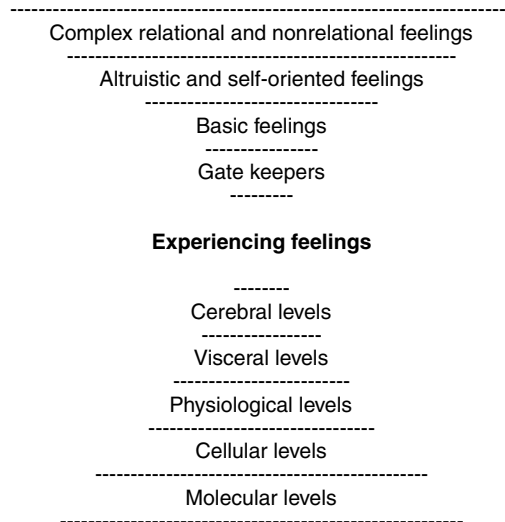 Complex relational and nonrelational feelings
Altruistic and self-oriented feelings
Basic feelings
Gate keepers
Experiencing feelings
Cerebral levels
Visceral levels
Physiological levels
Cellular levels
Molecular levels